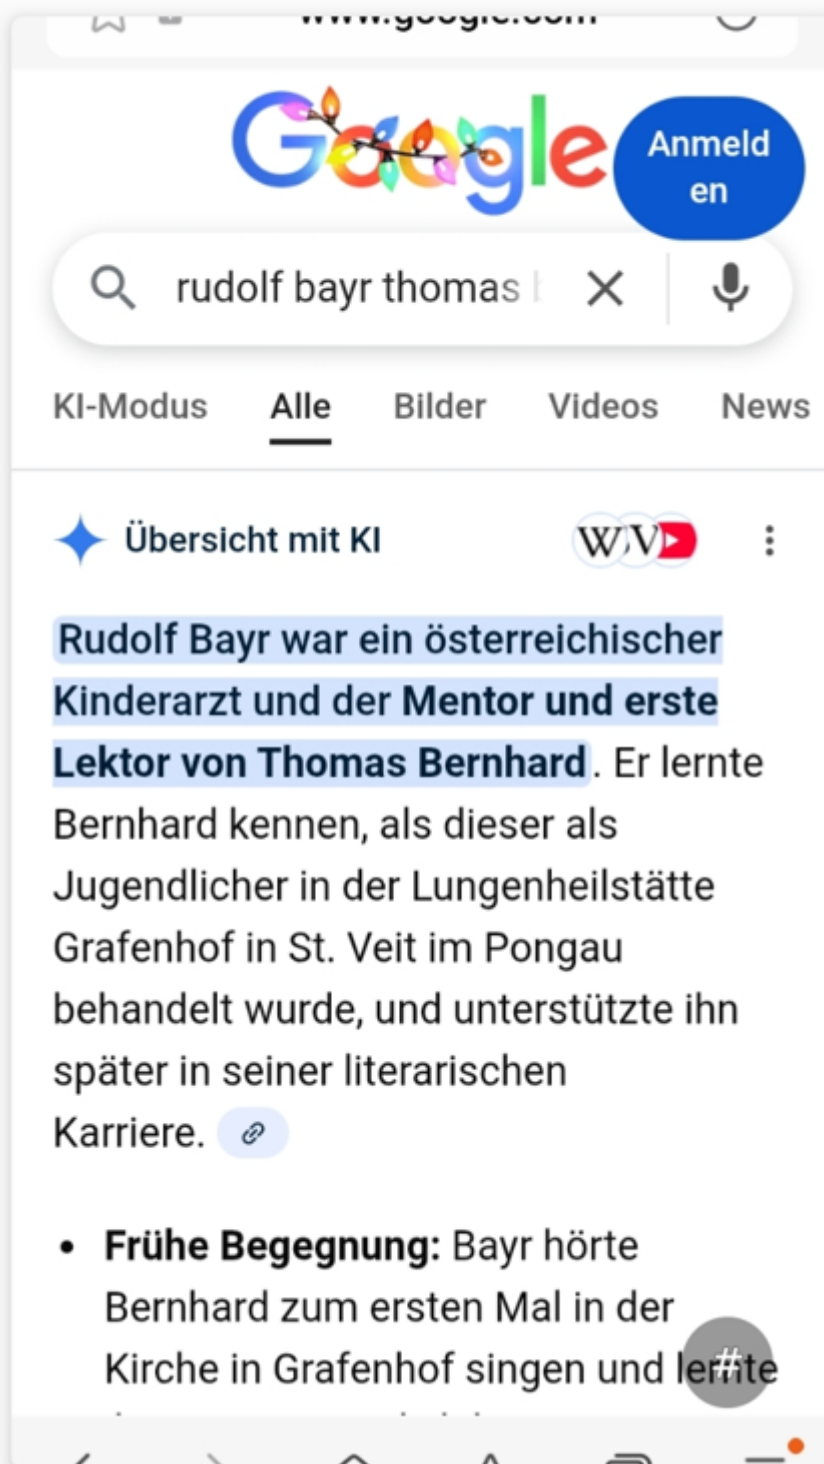 www.google.com
Google
Anmeld
en
rudolf bayr thomas
KI-Modus Alle Bilder Videos News
Übersicht mit KI
W V
Rudolf Bayr war ein österreichischer
Kinderarzt und der Mentor und erste
Lektor von Thomas Bernhard. Er lernte
Bernhard kennen, als dieser als
Jugendlicher in der Lungenheilstätte
Grafenhof in St. Veit im Pongau
behandelt wurde, und unterstützte ihn
später in seiner literarischen
Karriere.
• Frühe Begegnung: Bayr hörte
Bernhard zum ersten Mal in der
Kirche in Grafenhof singen und lernte
#